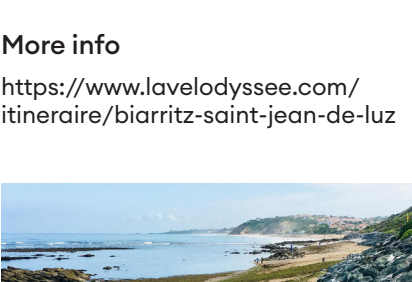 More info
https://www.lavelodyssee.com/
itineraire/biarritz-saint-jean-de-luz